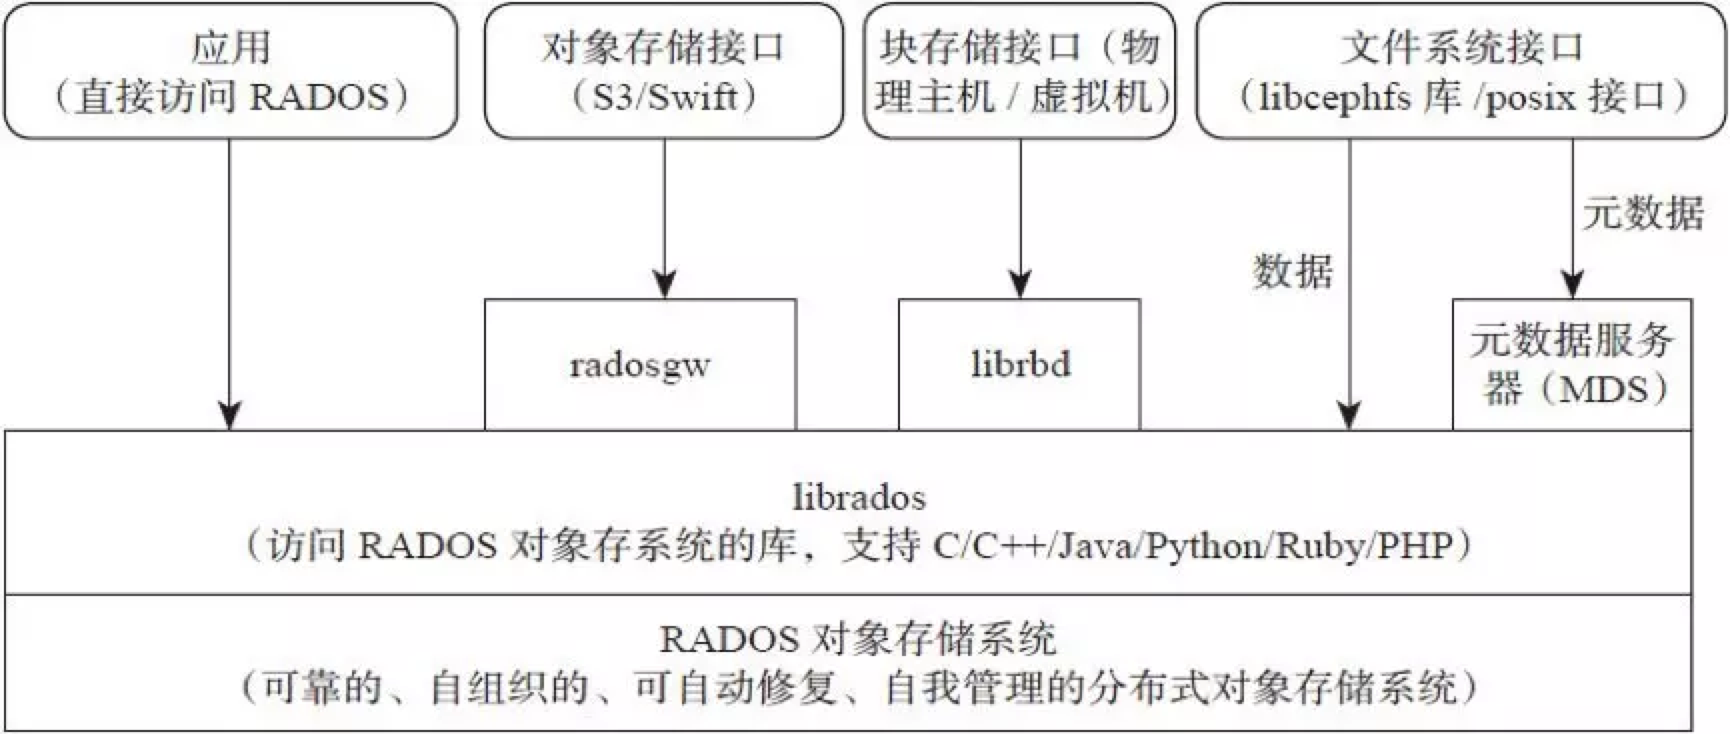 应用
（直接访问 RADOS）
对象存储接口
（S3/Swift）
块存储接口（物
理主机 / 虚拟机）
文件系统接口
（libcephfs 库 /posix 接口）
元数据
数据
radosgw
librbd
元数据服务
器（MDS）
librados
（访问 RADOS 对象存系统的库，支持 C/C++/Java/Python/Ruby/PHP）
RADOS 对象存储系统
（可靠的、自组织的、可自动修复、自我管理的分布式对象存储系统）